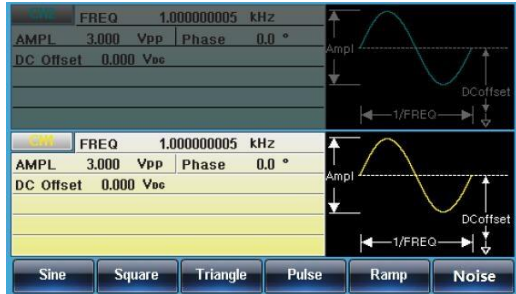 CH2 FREQ 1.000000005 kHz
AMPL 3.000 Vpp Phase 0.0 °
DC Offset 0.000 VDC
Ampl
DCoffset
1/FREQ
FREQ 1.000000005 kHz
AMPL 3.000 Vpp Phase 0.0 °
DC Offset 0.000 VDC
Ampl
DCoffset
1/FREQ
Sine Square Triangle Pulse Ramp Noise